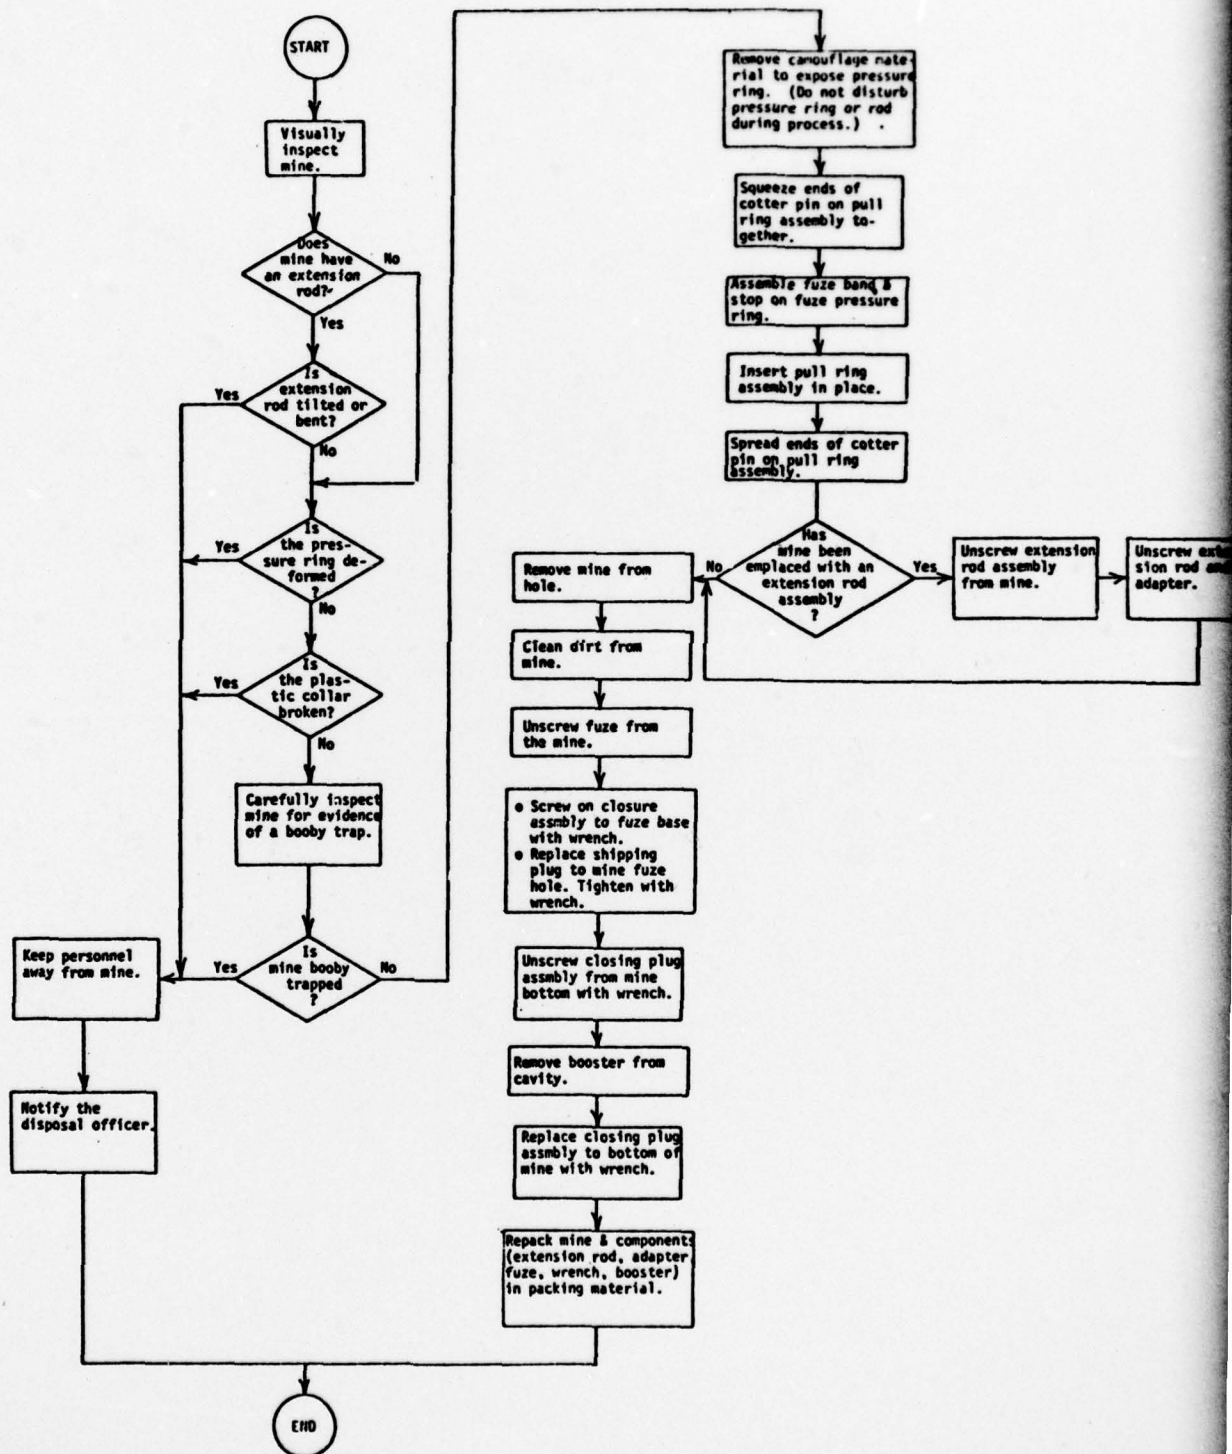 START
Visually
inspect
mine.
Does
mine have
an extension
rod?
No
Yes
Is
extension
rod tilted or
bent?
Yes
No
Is
the pres-
sure ring de-
formed
?
Yes
No
Is
the plas-
tic collar
broken?
Yes
No
Carefully inspect
mine for evidence
of a booby trap.
Is
mine booby
trapped
?
Yes
No
Keep personnel
away from mine.
Notify the
disposal officer.
Remove camouflage mate-
rial to expose pressure
ring. (Do not disturb
pressure ring or rod
during process.)
Squeeze ends of
cotter pin on pull
ring assembly to-
gether.
Assemble fuze band &
stop on fuze pressure
ring.
Insert pull ring
assembly in place.
Spread ends of cotter
pin on pull ring
assembly.
Has
mine been
emplaced with an
extension rod
assembly
?
No
Yes
Unscrew extension
rod assembly
from mine.
Unscrew exten
sion rod and
adapter.
Remove mine from
hole.
Clean dirt from
mine.
Unscrew fuze from
the mine.
• Screw on closure
assmbly to fuze base
with wrench.
• Replace shipping
plug to mine fuze
hole. Tighten with
wrench.
Unscrew closing plug
assmbly from mine
bottom with wrench.
Remove booster from
cavity.
Replace closing plug
assmbly to bottom of
mine with wrench.
Repack mine & components
(extension rod, adapter
fuze, wrench, booster)
in packing material.
END